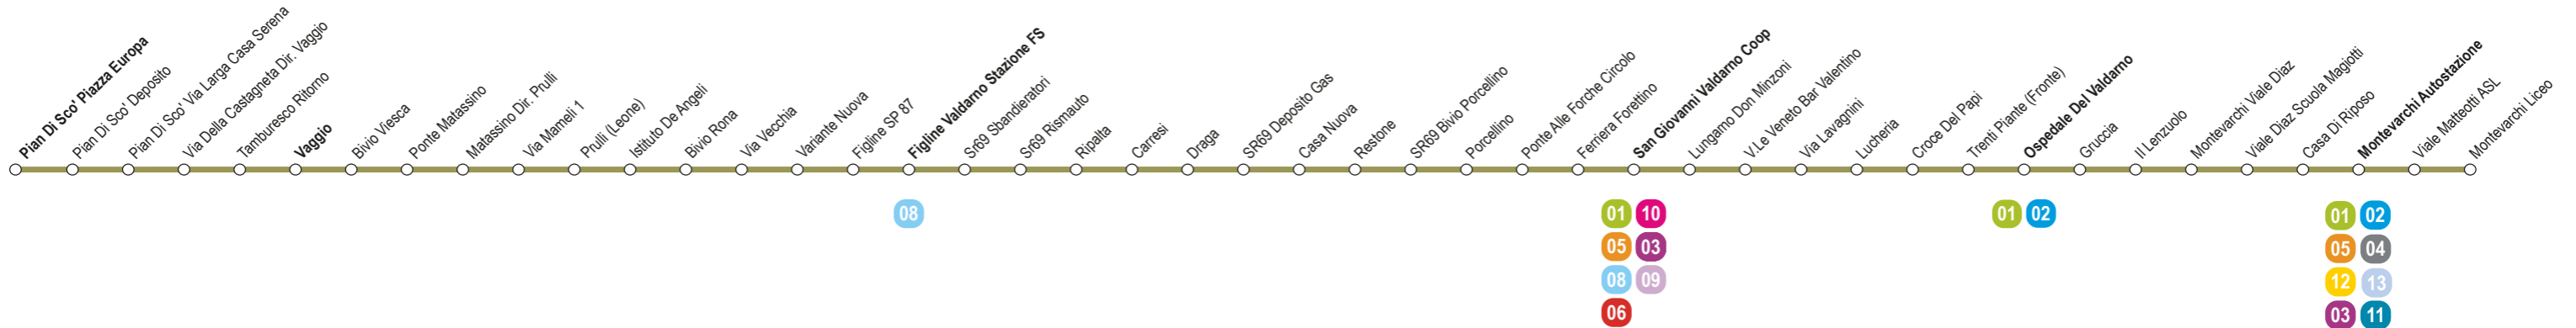 Pian Di Sco' Piazza Europa
Pian Di Sco' Deposito
Pian Di Sco' Via Larga Casa Serena
Via Della Castagneta Dir. Vaggio
Tamburesco Ritorno
Vaggio
Bivio Viesca
Ponte Matassino
Matassino Dir. Prulli
Via Mameli 1
Prulli (Leone)
Istituto De Angeli
Bivio Rona
Via Vecchia
Variante Nuova
Figline SP 87
Figline Valdarno Stazione FS
Sr69 Sbandieratori
Sr69 Rismauto
Ripalta
Carresi
Draga
SR69 Deposito Gas
Casa Nuova
Restone
SR69 Bivio Porcellino
Porcellino
Ponte Alle Forche Circolo
Ferriera Forettino
San Giovanni Valdarno Coop
Lungarno Don Minzoni
V.Le Veneto Bar Valentino
Via Lavagnini
Lucheria
Croce Del Papi
Trenti Piante (Fronte)
Ospedale Del Valdarno
Gruccia
Il Lenzuolo
Montevarchi Viale Diaz
Viale Diaz Scuola Magiotti
Casa Di Riposo
Montevarchi Autostazione
Viale Matteotti ASL
Montevarchi Liceo
08
01 10
05 03
08 09
06
01 02
01 02
05 04
12 13
03 11